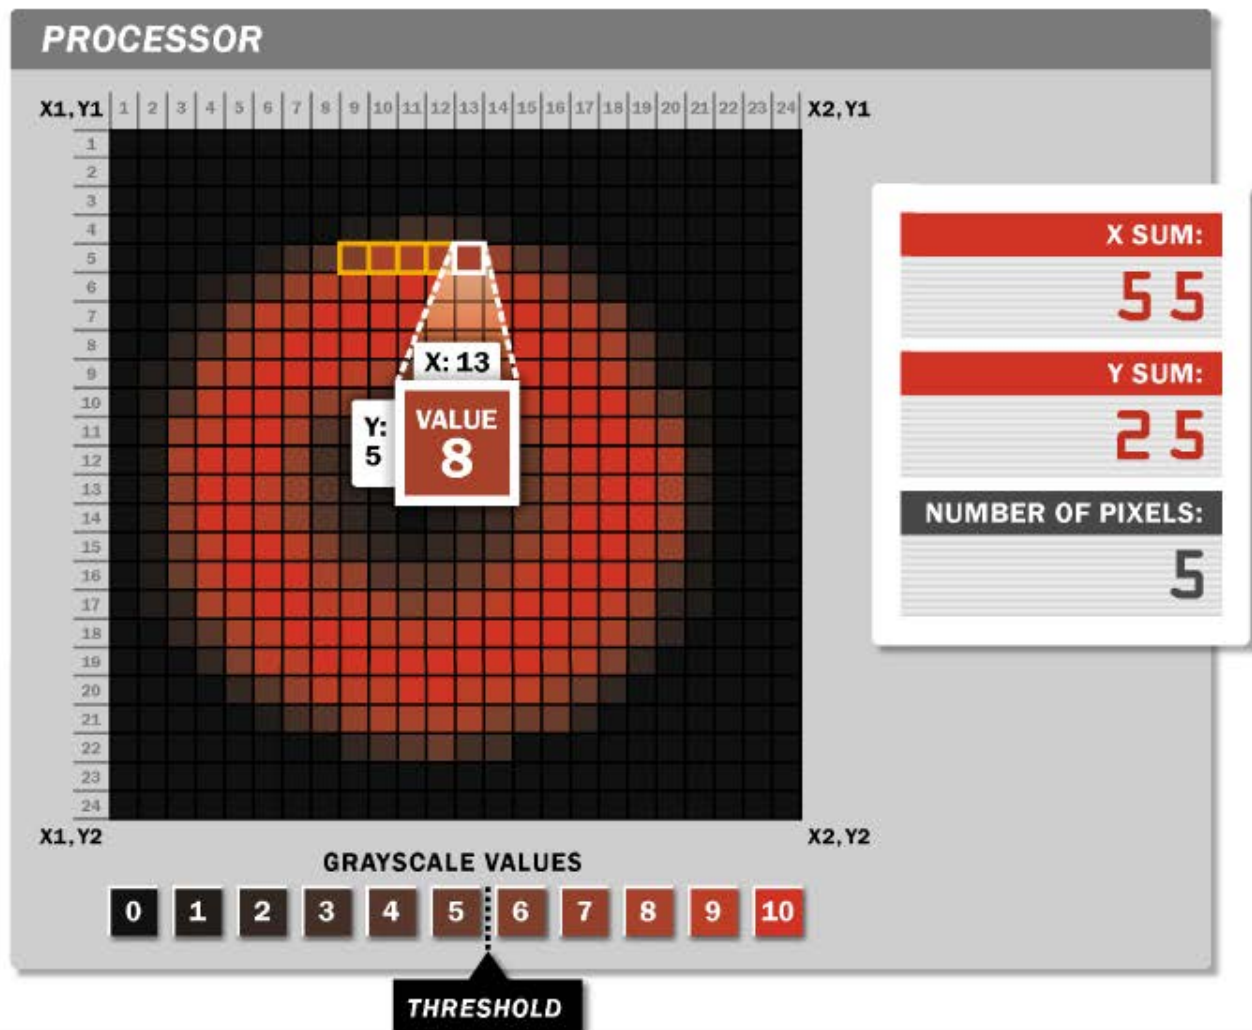 PROCESSOR
X1, Y1 1 2 3 4 5 6 7 8 9 10 11 12 13 14 15 16 17 18 19 20 21 22 23 24 X2, Y1
1
2
3
4
5
6
7
8
9
10
11
12
13
14
15
16
17
18
19
20
21
22
23
24
X: 13
Y:
5
VALUE
8
X SUM:
55
Y SUM:
25
NUMBER OF PIXELS:
5
X1, Y2 X2, Y2
GRAYSCALE VALUES
0 1 2 3 4 5 6 7 8 9 10
THRESHOLD